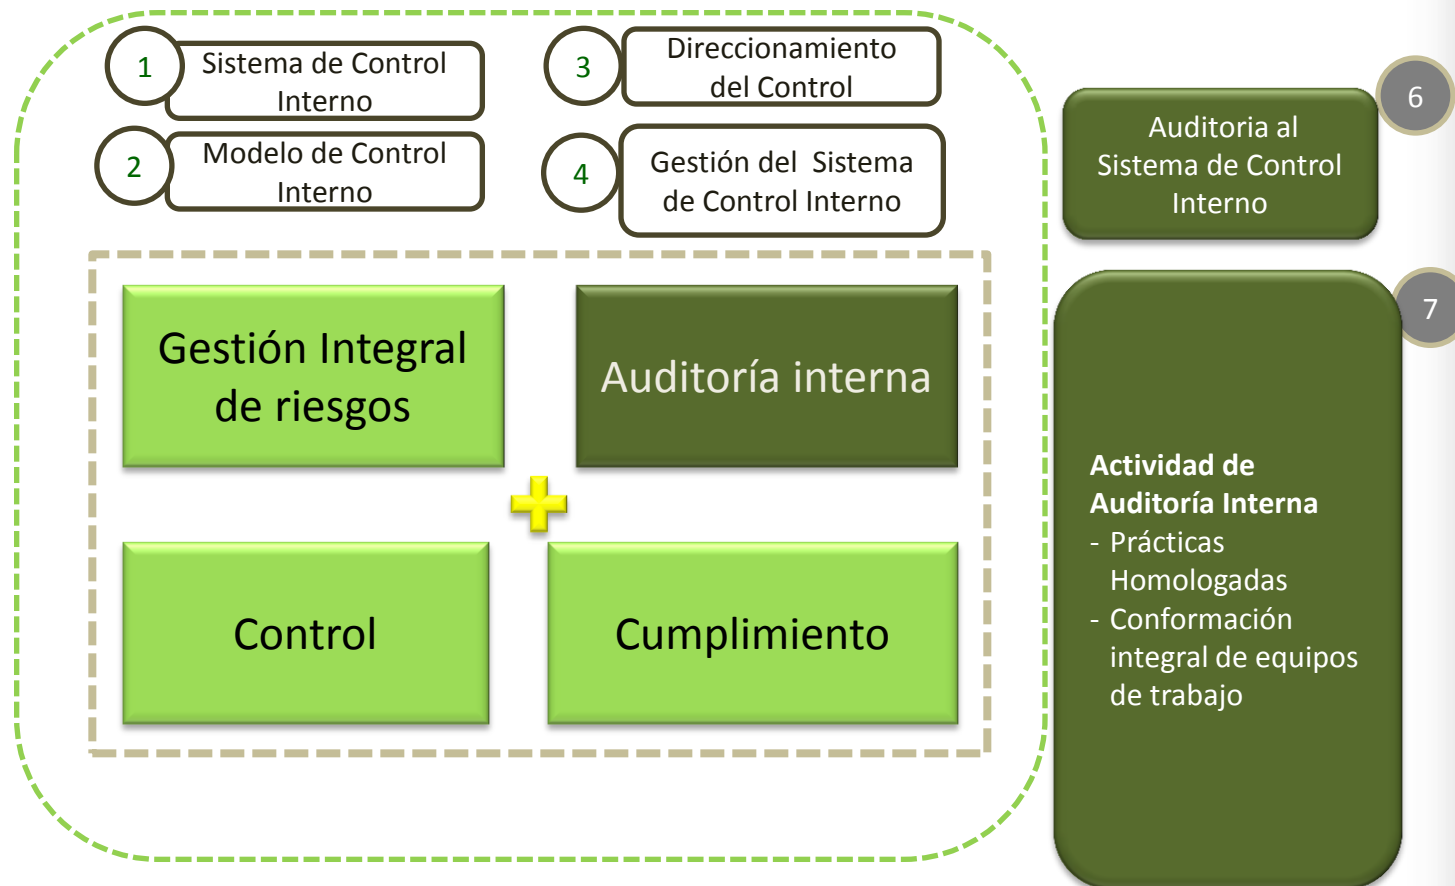 1
Sistema de Control
Interno
2
Modelo de Control
Interno
3
Direccionamiento
del Control
4
Gestión del Sistema
de Control Interno
Gestión Integral
de riesgos
Auditoría interna
Control
Cumplimiento
6
Auditoria al
Sistema de Control
Interno
7
Actividad de
Auditoría Interna
- Prácticas
Homologadas
- Conformación
integral de equipos
de trabajo